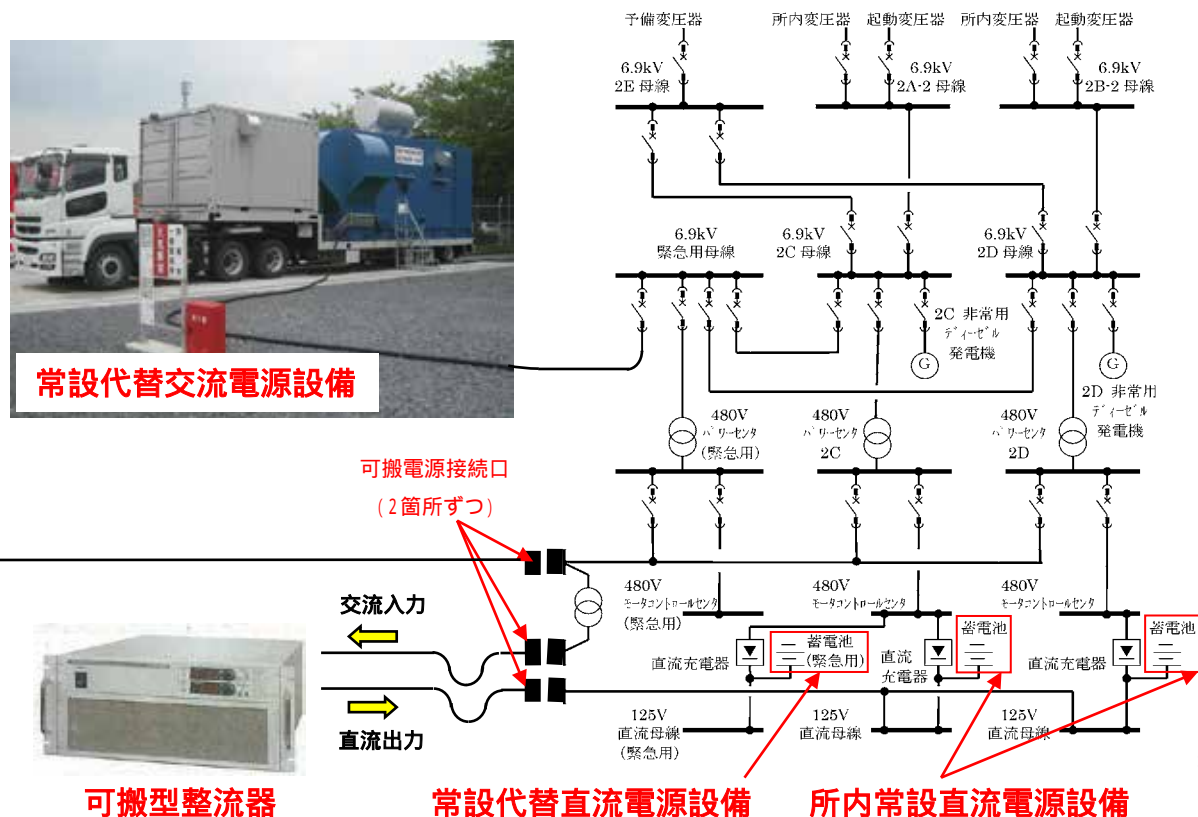 予備変圧器
所内変圧器
起動変圧器
所内変圧器
起動変圧器
6.9kV
2E 母線
6.9kV
2A-2 母線
6.9kV
2B-2 母線
6.9kV
緊急用母線
6.9kV
2C 母線
6.9kV
2D 母線
2C 非常用
ディーゼル
発電機
G
G
2D 非常用
ディーゼル
発電機
常設代替交流電源設備
480V
パワーセンタ
(緊急用)
480V
パワーセンタ
2C
480V
パワーセンタ
2D
可搬電源接続口
(2箇所ずつ)
480V
モータコントロールセンタ
(緊急用)
480V
モータコントロールセンタ
480V
モータコントロールセンタ
交流入力
直流出力
直流充電器
蓄電池
(緊急用)
直流
充電器
蓄電池
直流充電器
蓄電池
125V
直流母線
(緊急用)
125V
直流母線
125V
直流母線
可搬型整流器
常設代替直流電源設備
所内常設直流電源設備